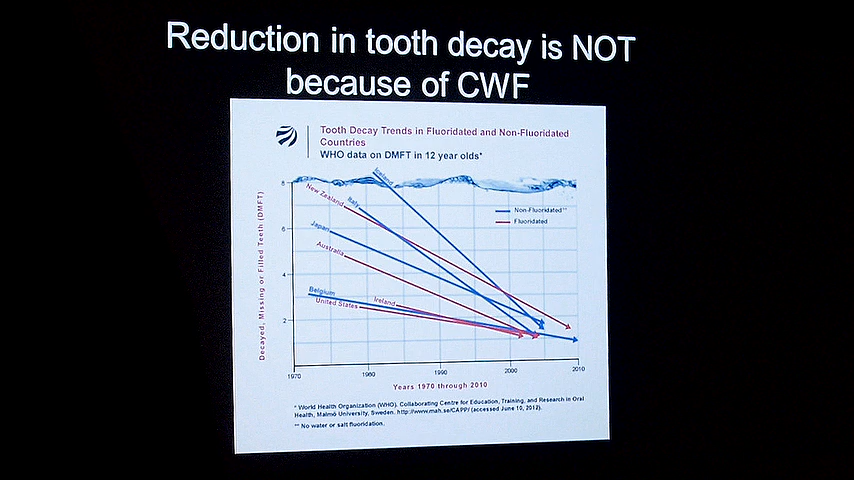 Reduction in tooth decay is NOT
because of CWF
Tooth Decay Trends in Fluoridated and Non-Fluoridated
Countries
WHO data on DMFT in 12 year olds*
Decayed, Missing or Filled Teeth (DMFT)
8
6
4
2
Iceland
New Zealand
Italy
Japan
Australia
Belgium
United States
Ireland
Non-Fluoridated**
Fluoridated
1970
1980
1990
2000
2010
Years 1970 through 2010
* World Health Organization (WHO). Collaborating Centre for Education, Training, and Research in Oral
Health, Malmö University, Sweden. http://www.mah.se/CAPP/ (accessed June 10, 2012).
** No water or salt fluoridation.